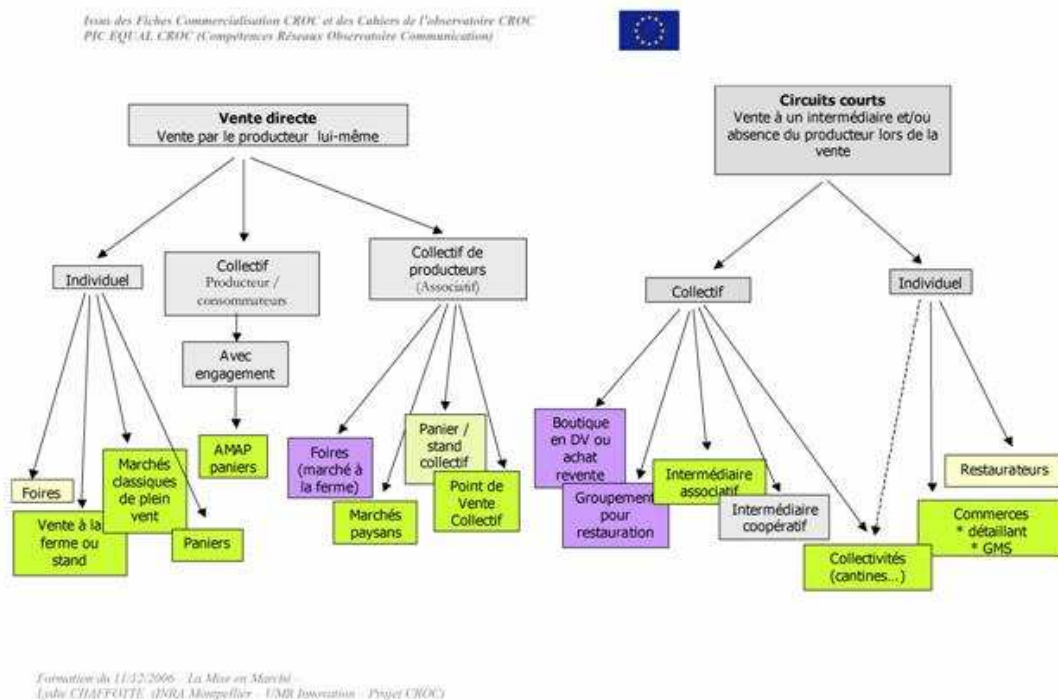 Issus des Fiches Commercialisation CROC et des Cahiers de l'observatoire CROC
PIC EQUAL CROC (Compétences Réseaux Observatoire Communication)
Vente directe
Vente par le producteur lui-même
Circuits courts
Vente à un intermédiaire et/ou
absence du producteur lors de la
vente
Individuel
Collectif
Producteur /
consommateurs
Collectif de
producteurs
(Associatif)
Collectif
Individuel
Avec
engagement
Foires
Vente à la
ferme ou
stand
Marchés
classiques
de plein
vent
Paniers
AMAP
paniers
Foires
(marché à
la ferme)
Marchés
paysans
Panier /
stand
collectif
Point de
Vente
Collectif
Boutique
en DV ou
achat
revente
Groupement
pour
restauration
Intermédiaire
associatif
Intermédiaire
coopératif
Collectivités
(cantines...)
Restaurateurs
Commerces
* détaillant
* GMS
Formation du 11/12/2006 - La Mise en Marché -
Lydie CHAFFOTTE (INRA Montpellier - UMR Innovation - Projet CROC)